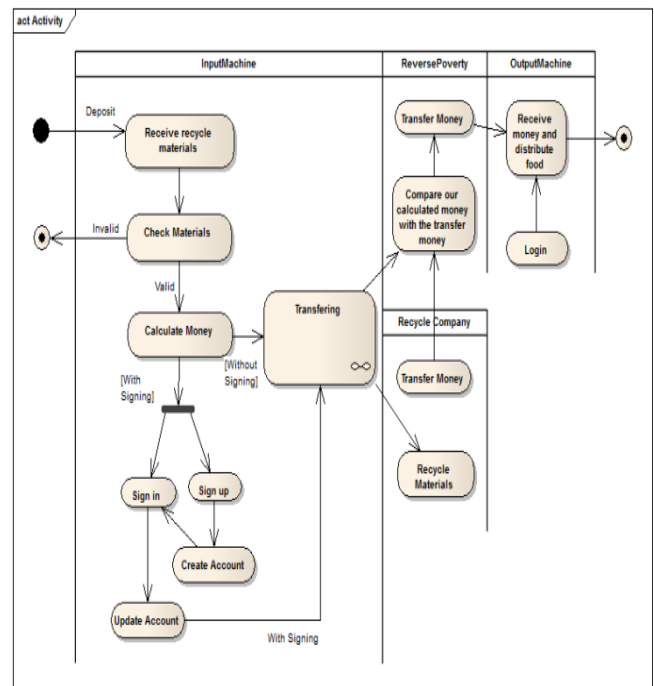 act Activity
InputMachine
ReversePoverty
OutputMachine
Deposit
Receive recycle
materials
Transfer Money
Receive
money and
distribute
food
Invalid
Check Materials
Compare our
calculated money
with the transfer
money
Login
Valid
Calculate Money
Transfering
[Without
Signing]
[With
Signing]
Recycle Company
Transfer Money
Sign in
Sign up
Recycle
Materials
Create Account
Update Account
With Signing